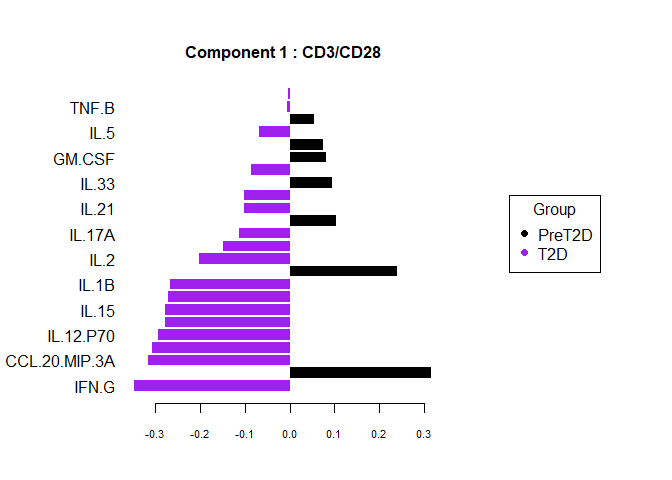 Component 1 : CD3/CD28
TNF.B
IL.5
GM.CSF
IL.33
IL.21
IL.17A
IL.2
IL.1B
IL.15
IL.12.P70
CCL.20.MIP.3A
IFN.G
Group
PreT2D
T2D
-0.3 -0.2 -0.1 0.0 0.1 0.2 0.3